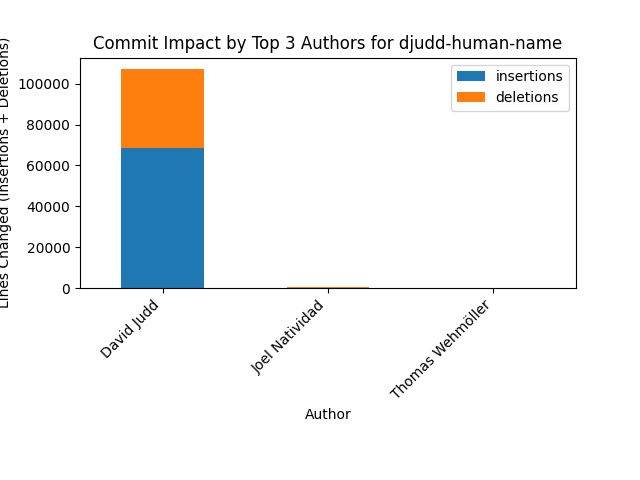 Commit Impact by Top 3 Authors for djudd-human-name
Lines Changed (Insertions + Deletions)
100000
80000
60000
40000
20000
0
insertions
deletions
David Judd
Joel Natividad
Thomas Wehmöller
Author